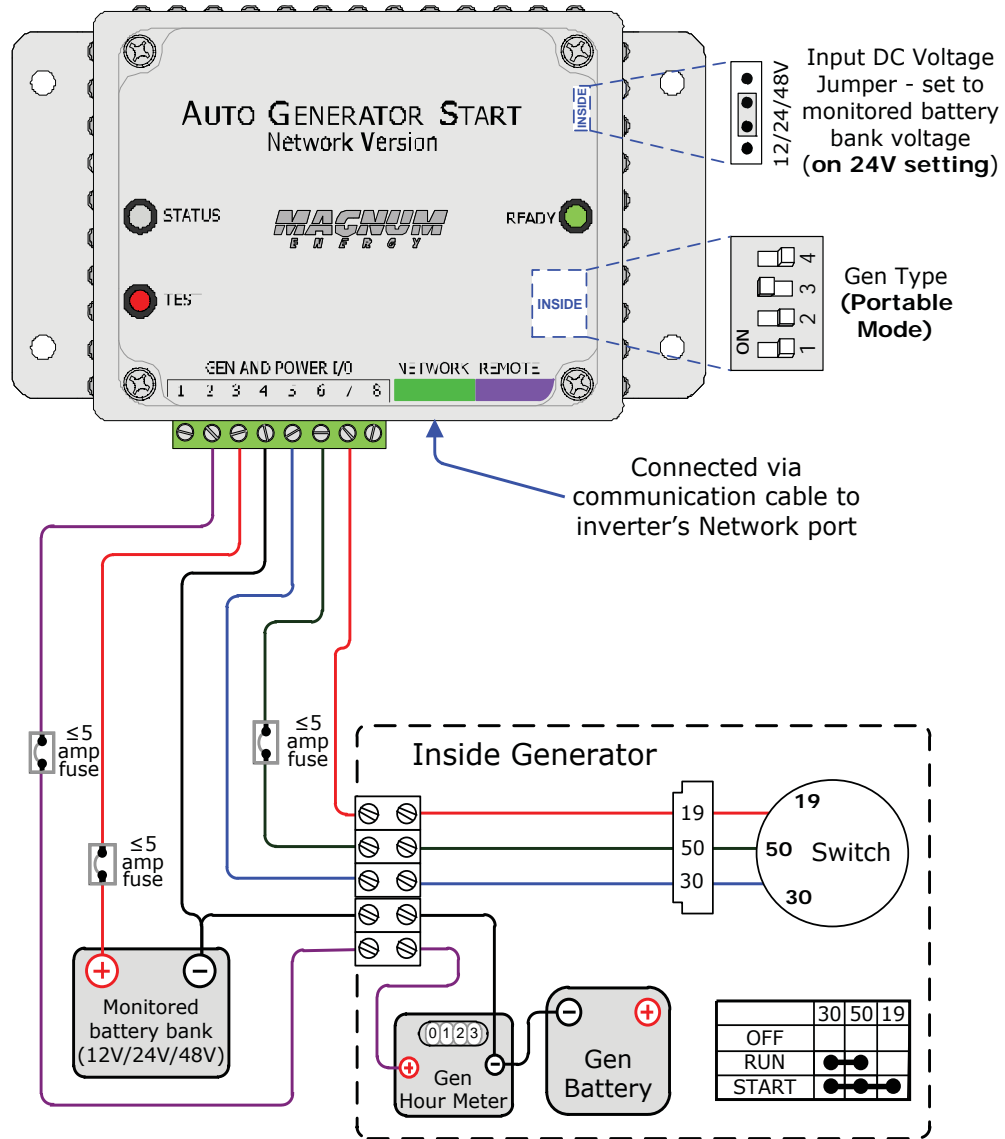 AUTO GENERATOR START
Network Version
INSIDE
STATUS
MAGNUM
ENERGY
READY
TEST
INSIDE
GEN AND POWER I/O
NETWORK REMOTE
1 2 3 4 5 6 7 8
12/24/48V
Input DC Voltage
Jumper - set to
monitored battery
bank voltage
(on 24V setting)
ON
1 2 3 4
Gen Type
(Portable
Mode)
Connected via
communication cable to
inverter's Network port
≤5
amp
fuse
≤5
amp
fuse
≤5
amp
fuse
Inside Generator
19
50
30
19
50
30
Switch
+
-
Monitored
battery bank
(12V/24V/48V)
0123
+
-
Gen
Hour Meter
-
+
Gen
Battery
30 50 19
OFF
RUN
START